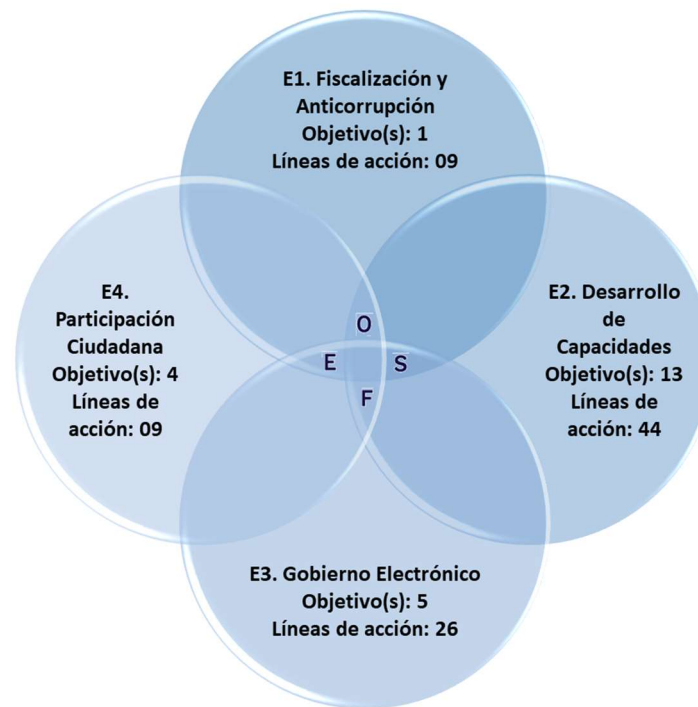 E1. Fiscalización y
Anticorrupción
Objetivo(s): 1
Líneas de acción: 09
E4.
Participación
Ciudadana
Objetivo(s): 4
Líneas de
acción: 09
E2. Desarrollo
de
Capacidades
Objetivo(s): 13
Líneas de
acción: 44
O
E S
F
E3. Gobierno Electrónico
Objetivo(s): 5
Líneas de acción: 26